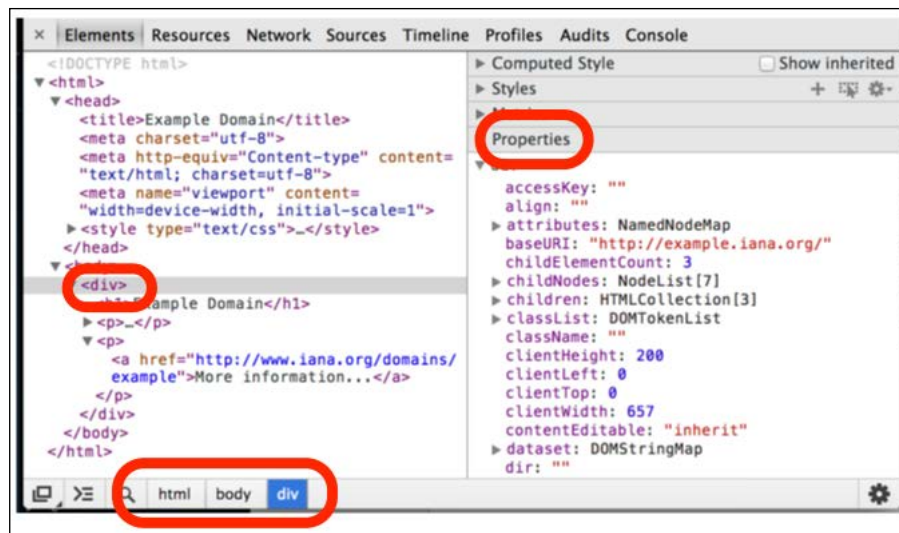 × Elements Resources Network Sources Timeline Profiles Audits Console
<!DOCTYPE html>
▼<html>
▼<head>
<title>Example Domain</title>
<meta charset="utf-8">
<meta http-equiv="Content-type" content=
"text/html; charset=utf-8">
<meta name="viewport" content=
"width=device-width, initial-scale=1">
▶<style type="text/css">…</style>
</head>
▼
<div>
Example Domain</h1>
▶<p>…</p>
▼<p>
<a href="http://www.iana.org/domains/
example">More information...</a>
</p>
</div>
</body>
</html>
html body div
▶ Computed Style Show inherited
▶ Styles
Properties
accessKey: ""
align: ""
▶ attributes: NamedNodeMap
baseURI: "http://example.iana.org/"
childElementCount: 3
▶ childNodes: NodeList[7]
▶ children: HTMLCollection[3]
▶ classList: DOMTokenList
className: ""
clientHeight: 200
clientLeft: 0
clientTop: 0
clientWidth: 657
contentEditable: "inherit"
▶ dataset: DOMStringMap
dir: ""